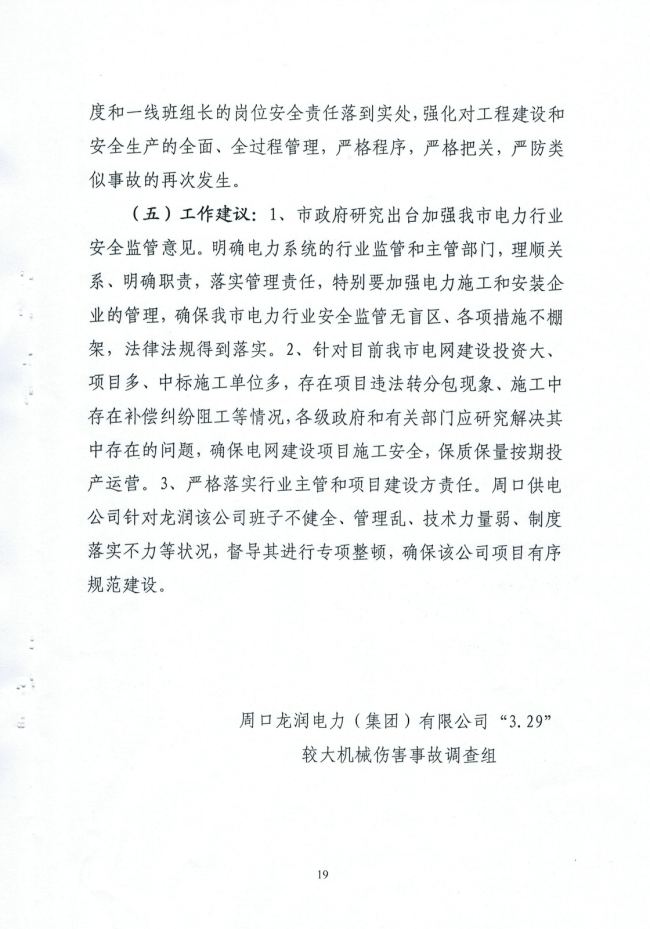 度和一线班组长的岗位安全责任落到实处,强化对工程建设和
安全生产的全面、全过程管理，严格程序，严格把关，严防类
似事故的再次发生。
（五）工作建议：1、市政府研究出台加强我市电力行业
安全监管意见。明确电力系统的行业监管和主管部门，理顺关
系、明确职责，落实管理责任，特别要加强电力施工和安装企
业的管理，确保我市电力行业安全监管无盲区、各项措施不棚
架，法律法规得到落实。2、针对目前我市电网建设投资大、
项目多、中标施工单位多，存在项目违法转分包现象、施工中
存在补偿纠纷阻工等情况,各级政府和有关部门应研究解决其
中存在的问题，确保电网建设项目施工安全，保质保量按期投
产运营。3、严格落实行业主管和项目建设方责任。周口供电
公司针对龙润该公司班子不健全、管理乱、技术力量弱、制度
落实不力等状况，督导其进行专项整顿，确保该公司项目有序
规范建设。
周口龙润电力（集团）有限公司“3.29”
较大机械伤害事故调查组
19